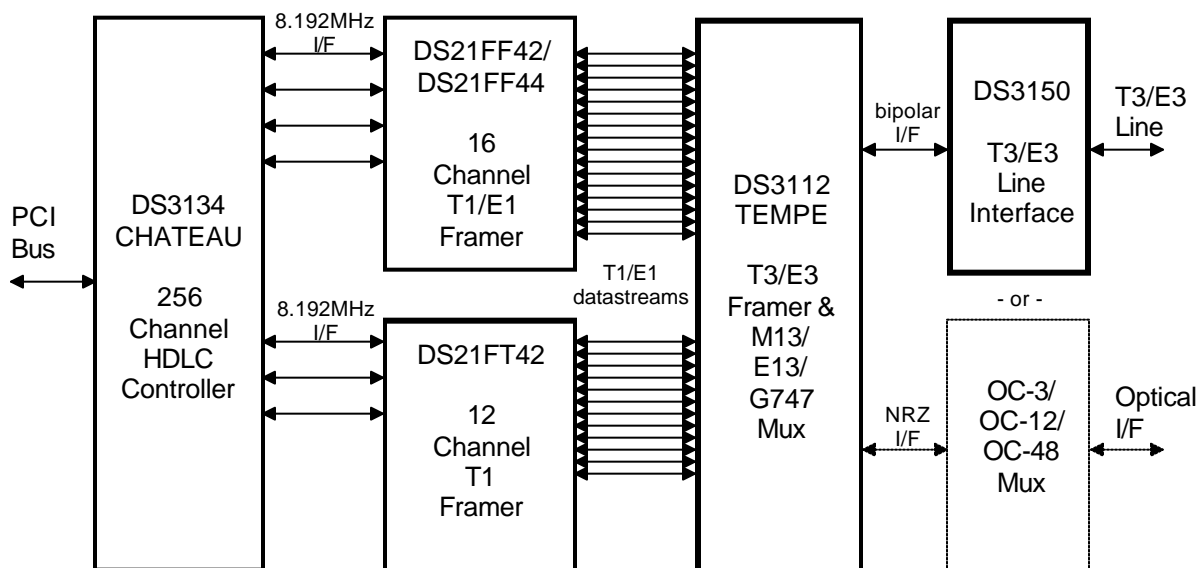 PCI
Bus
DS3134
CHATEAU
256
Channel
HDLC
Controller
8.192MHz
I/F
8.192MHz
I/F
DS21FF42/
DS21FF44
16
Channel
T1/E1
Framer
DS21FT42
12
Channel
T1
Framer
T1/E1
datastreams
DS3112
TEMPE
T3/E3
Framer &
M13/
E13/
G747
Mux
bipolar
I/F
NRZ
I/F
DS3150
T3/E3
Line
Interface
- or -
OC-3/
OC-12/
OC-48
Mux
T3/E3
Line
Optical
I/F